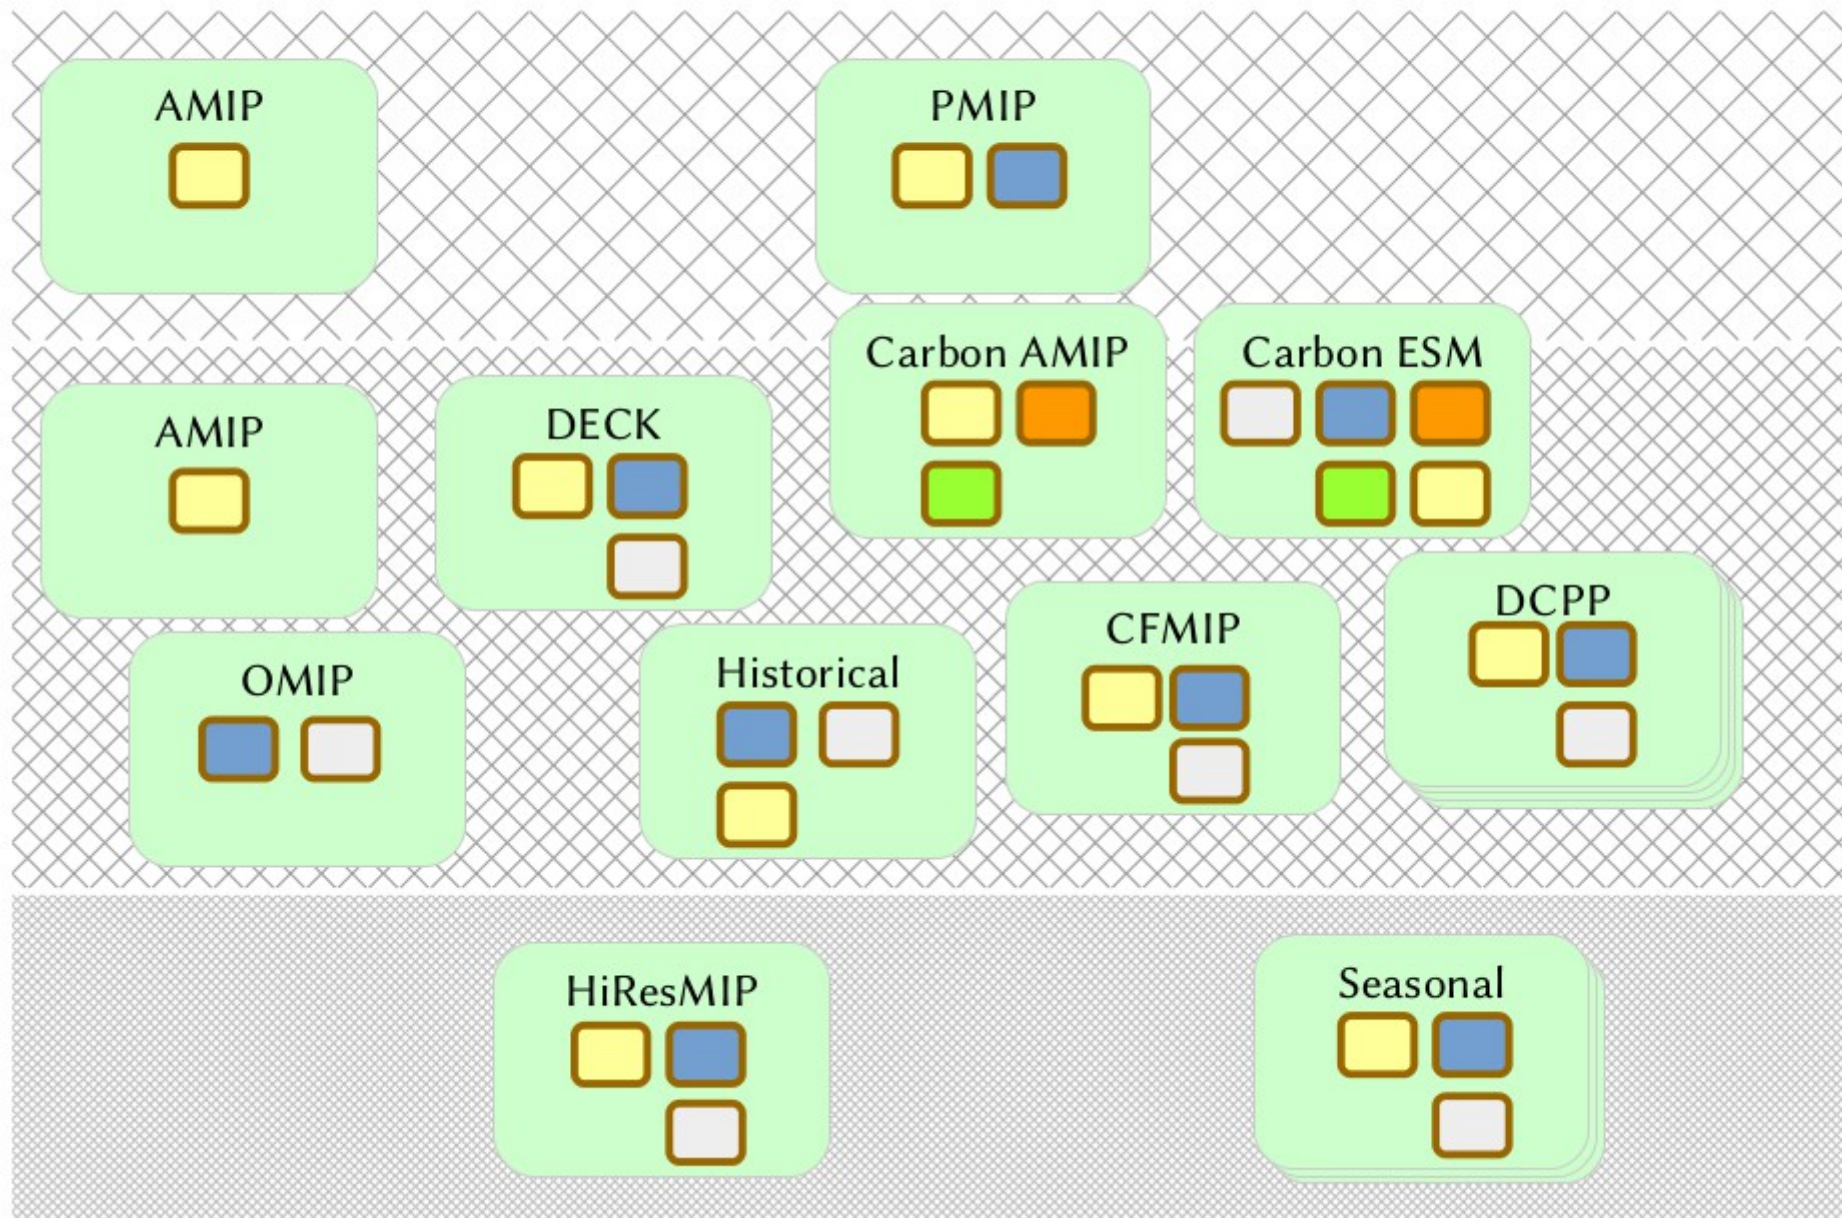 AMIP
PMIP
Carbon AMIP
Carbon ESM
AMIP
DECK
DCPP
CFMIP
OMIP
Historical
HiResMIP
Seasonal